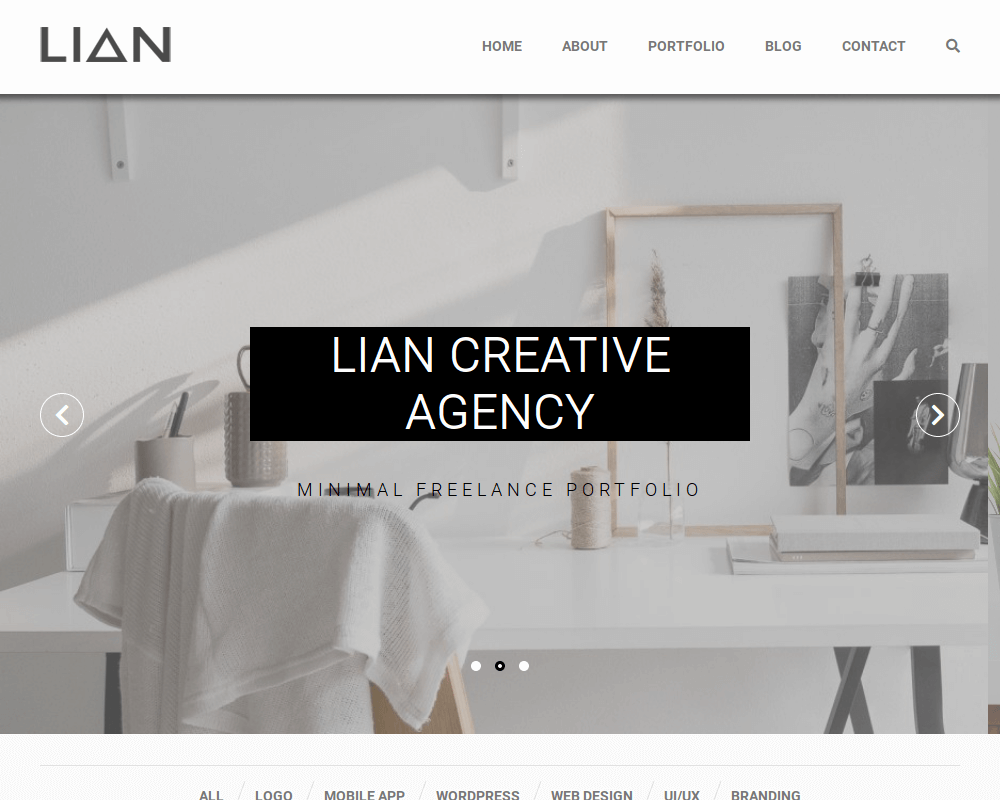 LIAN
HOME ABOUT PORTFOLIO BLOG CONTACT
LIAN CREATIVE
AGENCY
MINIMAL FREELANCE PORTFOLIO
ALL / LOGO / MOBILE APP / WORDPRESS / WEB DESIGN / UI/UX / BRANDING